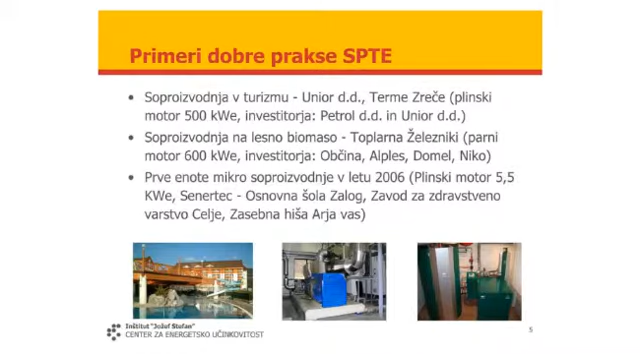 Primeri dobre prakse SPTE
• Soproizvodnja v turizmu - Unior d.d., Terme Zreče (plinski
motor 500 kWe, investitorja: Petrol d.d. in Unior d.d.)
• Soproizvodnja na lesno biomaso - Toplarna Železniki (parni
motor 600 kWe, investitorja: Občina, Alples, Domel, Niko)
• Prve enote mikro soproizvodnje v letu 2006 (Plinski motor 5,5
KWe, Senertec - Osnovna šola Zalog, Zavod za zdravstveno
varstvo Celje, Zasebna hiša Arja vas)
Inštitut "Jožef Stefan"
CENTER ZA ENERGETSKO UČINKOVITOST
5